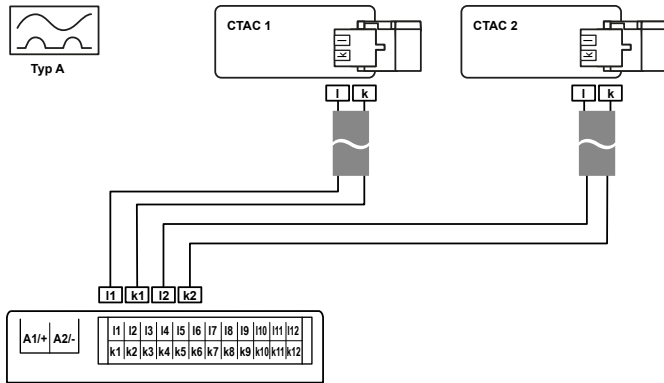 Typ A
CTAC 1
l
k
CTAC 2
l
k
l k
l k
l k
l k
l1 k1 l2 k2
A1/+ A2/-
l1 l2 l3 l4 l5 l6 l7 l8 l9 l10 l11 l12
k1 k2 k3 k4 k5 k6 k7 k8 k9 k10 k11 k12